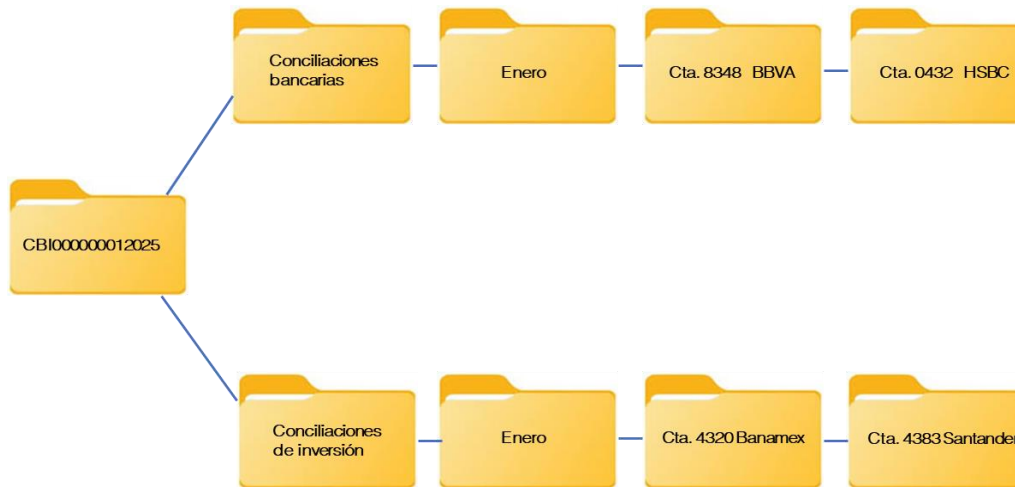 Conciliaciones
bancarias
Enero
Cta. 8348 BBVA
Cta. 0432 HSBC
CBI000000012025
Conciliaciones
de inversión
Enero
Cta. 4320 Banamex
Cta. 4383 Santander